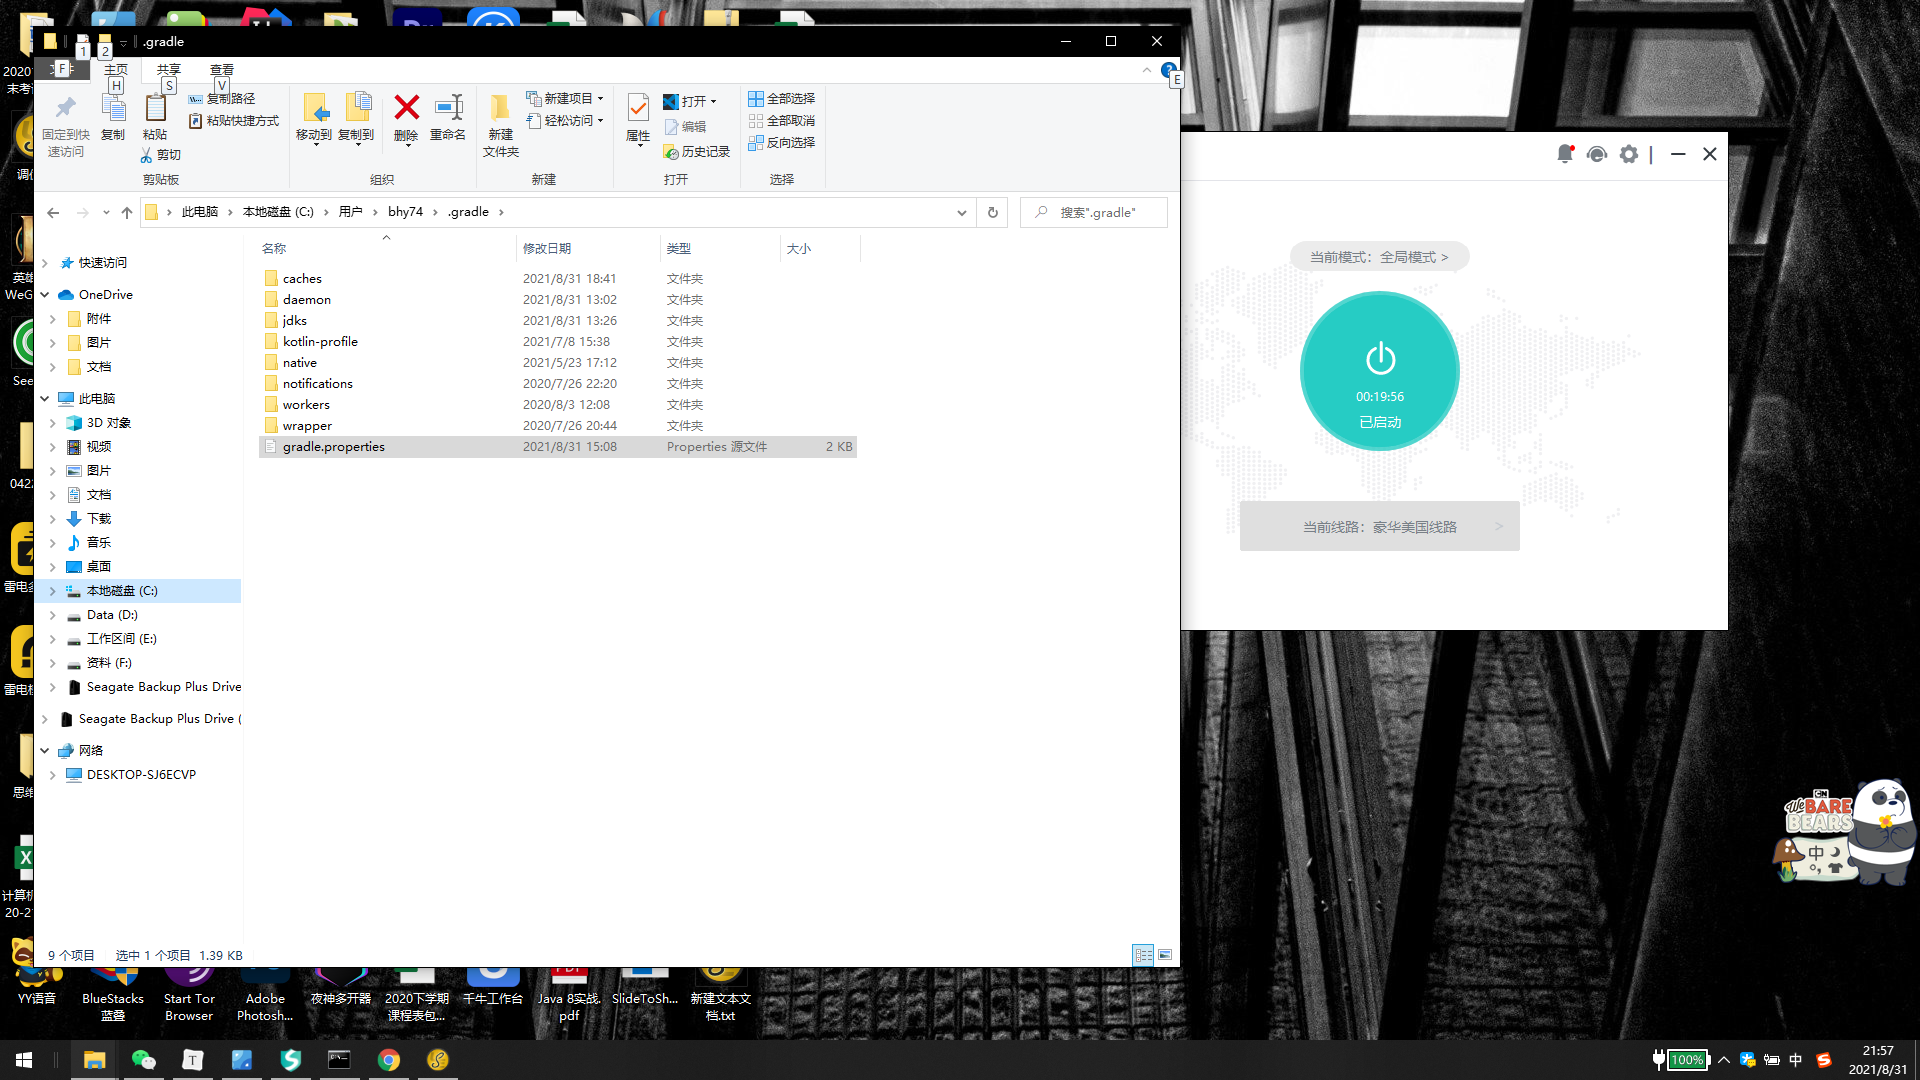 .gradle
1
2
F
主页
共享
查看
H
S
V
E
固定到快
速访问
复制
粘贴
复制路径
粘贴快捷方式
剪切
剪贴板
移动到
复制到
删除
重命名
组织
新建
文件夹
新建项目
轻松访问
新建
属性
打开
编辑
历史记录
打开
全部选择
全部取消
反向选择
选择
此电脑
本地磁盘 (C:)
用户
bhy74
.gradle
搜索".gradle"
名称
修改日期
类型
大小
caches 2021/8/31 18:41 文件夹
daemon 2021/8/31 13:02 文件夹
jdks 2021/8/31 13:26 文件夹
kotlin-profile 2021/7/8 15:38 文件夹
native 2021/5/23 17:12 文件夹
notifications 2020/7/26 22:20 文件夹
workers 2020/8/3 12:08 文件夹
wrapper 2020/7/26 20:44 文件夹
gradle.properties 2021/8/31 15:08 Properties 源文件 2 KB
快速访问
OneDrive
附件
图片
文档
此电脑
3D 对象
视频
图片
文档
下载
音乐
桌面
本地磁盘 (C:)
Data (D:)
工作区间 (E:)
资料 (F:)
Seagate Backup Plus Drive
Seagate Backup Plus Drive (
网络
DESKTOP-SJ6ECVP
9 个项目
选中 1 个项目 1.39 KB
当前模式：全局模式 >
00:19:56
已启动
当前线路：豪华美国线路 >
CN
We
BARE
BEARS
中
YY语音
BlueStacks
蓝叠
Start Tor
Browser
Adobe
Photosh...
夜神多开器
2020下学期
课程表包...
千牛工作台
Java 8实战.
pdf
SlideToSh...
新建文本文
档.txt
100%
中
21:57
2021/8/31